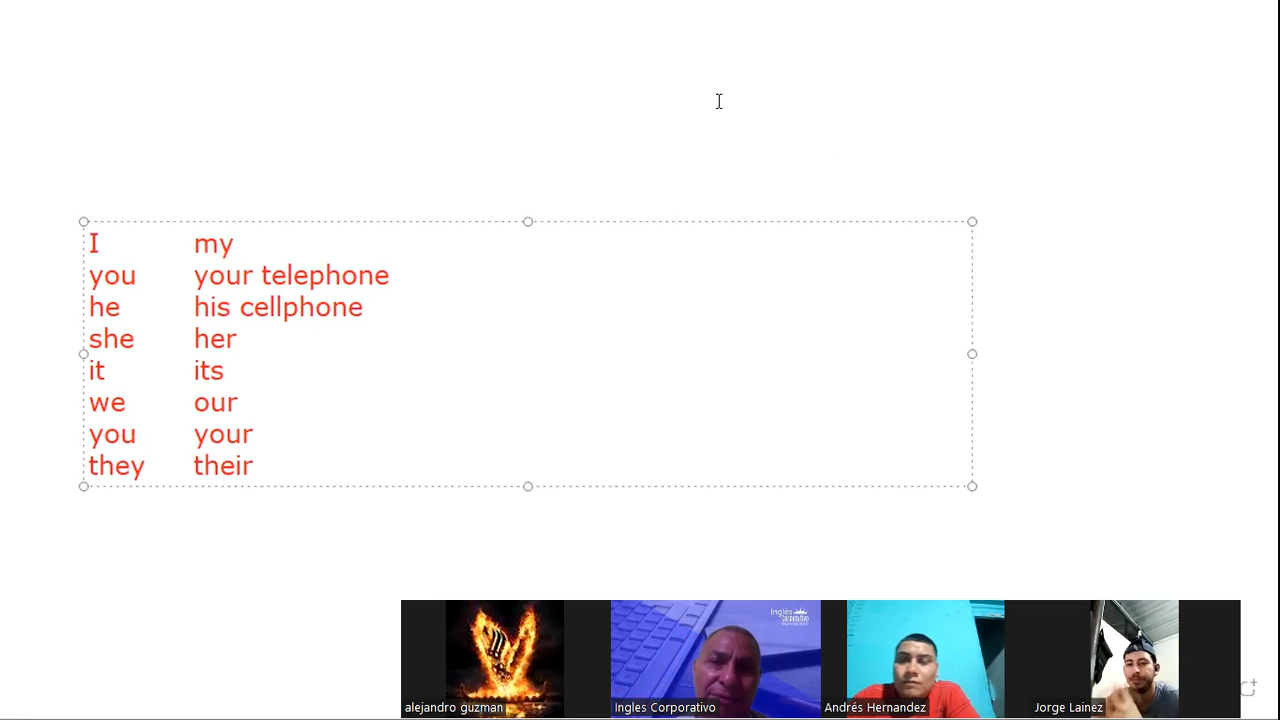 I my
you your telephone
he his cellphone
she her
it its
we our
you your
they their
Inglés
alejandro guzman
Ingles Corporativo
Andrés Hernandez
Jorge Lainez